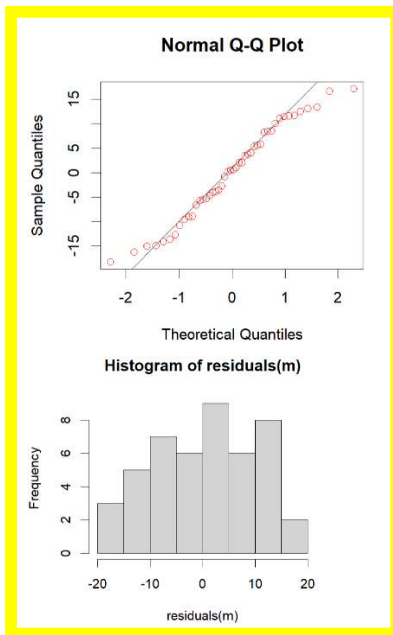 Normal Q-Q Plot
Sample Quantiles
15
5
0
-5
-15
-2 -1 0 1 2
Theoretical Quantiles
Histogram of residuals(m)
Frequency
8
6
4
2
0
-20 -10 0 10 20
residuals(m)